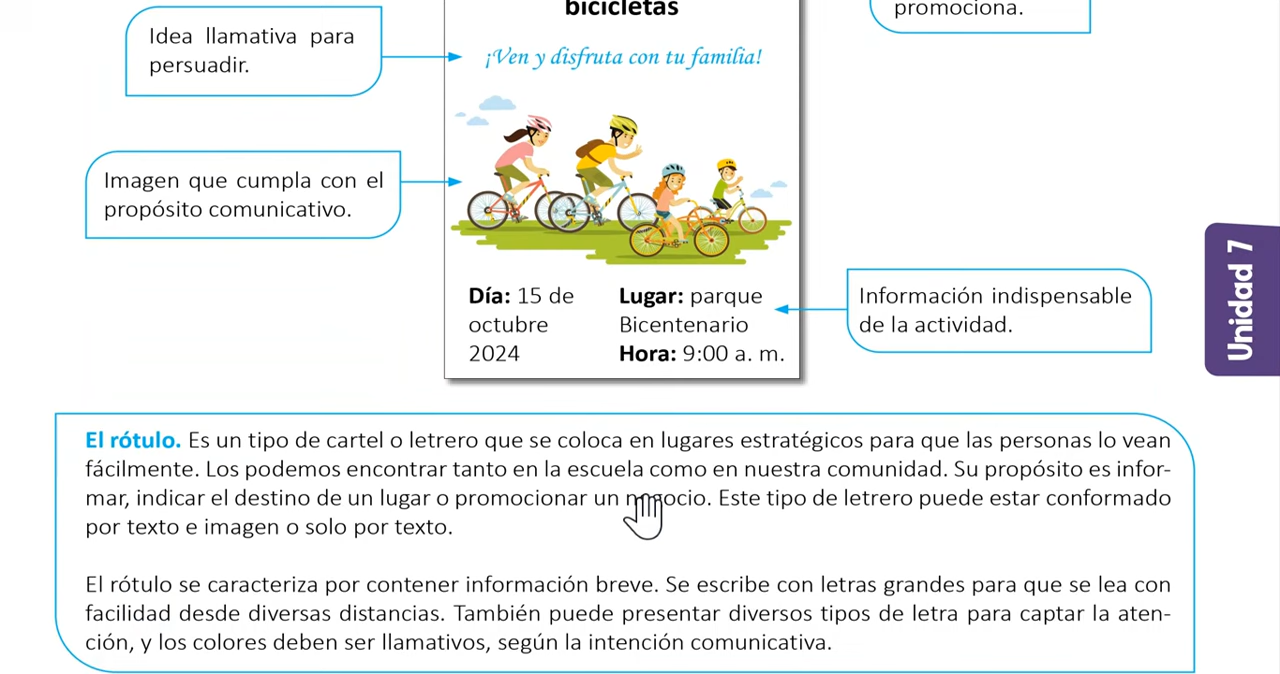 bicicletas
promociona.
Idea llamativa para
persuadir.
¡Ven y disfruta con tu familia!
Imagen que cumpla con el
propósito comunicativo.
Día: 15 de
octubre
2024
Lugar: parque
Bicentenario
Hora: 9:00 a. m.
Información indispensable
de la actividad.
Unidad 7
El rótulo. Es un tipo de cartel o letrero que se coloca en lugares estratégicos para que las personas lo vean
fácilmente. Los podemos encontrar tanto en la escuela como en nuestra comunidad. Su propósito es infor-
mar, indicar el destino de un lugar o promocionar un negocio. Este tipo de letrero puede estar conformado
por texto e imagen o solo por texto.
El rótulo se caracteriza por contener información breve. Se escribe con letras grandes para que se lea con
facilidad desde diversas distancias. También puede presentar diversos tipos de letra para captar la aten-
ción, y los colores deben ser llamativos, según la intención comunicativa.